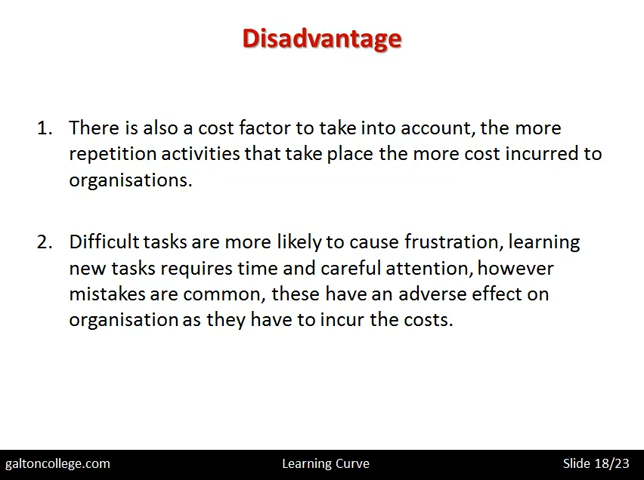 Disadvantage
1. There is also a cost factor to take into account, the more
repetition activities that take place the more cost incurred to
organisations.
2. Difficult tasks are more likely to cause frustration, learning
new tasks requires time and careful attention, however
mistakes are common, these have an adverse effect on
organisation as they have to incur the costs.
galtoncollege.com Learning Curve Slide 18/23